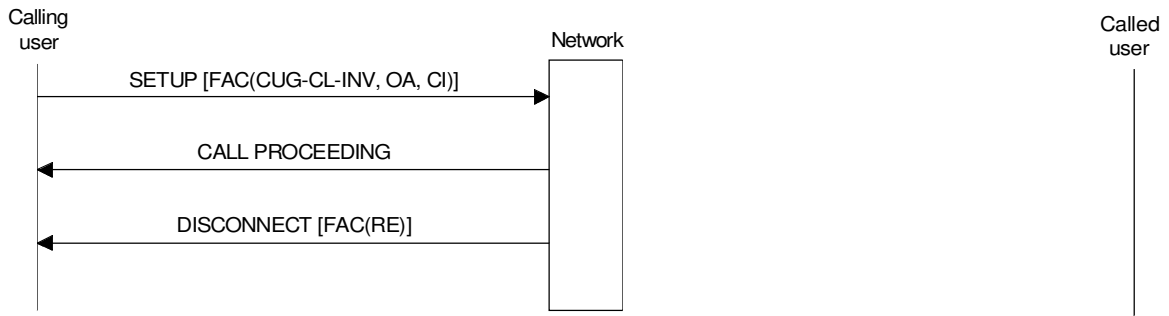 Calling
user
Network
Called
user
SETUP [FAC(CUG-CL-INV, OA, CI)]
CALL PROCEEDING
DISCONNECT [FAC(RE)]